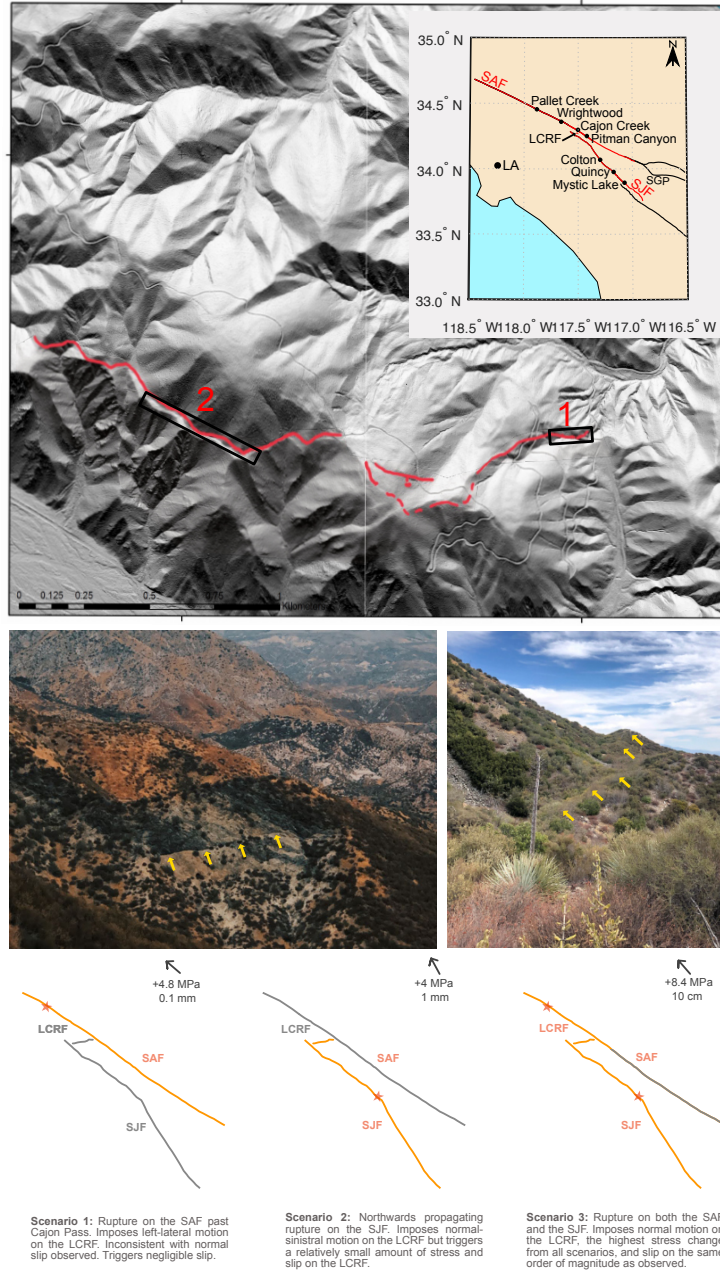 35.0° N
N
SAF
34.5° N
Pallet Creek
Wrightwood
Cajon Creek
LCRF
Pitman Canyon
LA
34.0° N
Colton
Quincy
SGP
Mystic Lake
SJF
33.5° N
33.0° N
118.5° W118.0° W117.5° W117.0° W116.5° W
2
1
0 0.125 0.25 0.5 0.75 1
Kilometers
+4.8 MPa
0.1 mm
LCRF
SAF
SJF
+4 MPa
1 mm
LCRF
SAF
SJF
+8.4 MPa
10 cm
LCRF
SAF
SJF
Scenario 1: Rupture on the SAF past
Cajon Pass. Imposes left-lateral motion
on the LCRF. Inconsistent with normal
slip observed. Triggers negligible slip.
Scenario 2: Northwards propagating
rupture on the SJF. Imposes normal-
sinistral motion on the LCRF but triggers
a relatively small amount of stress and
slip on the LCRF.
Scenario 3: Rupture on both the SAF
and the SJF. Imposes normal motion on
the LCRF, the highest stress change
from all scenarios, and slip on the same
order of magnitude as observed.